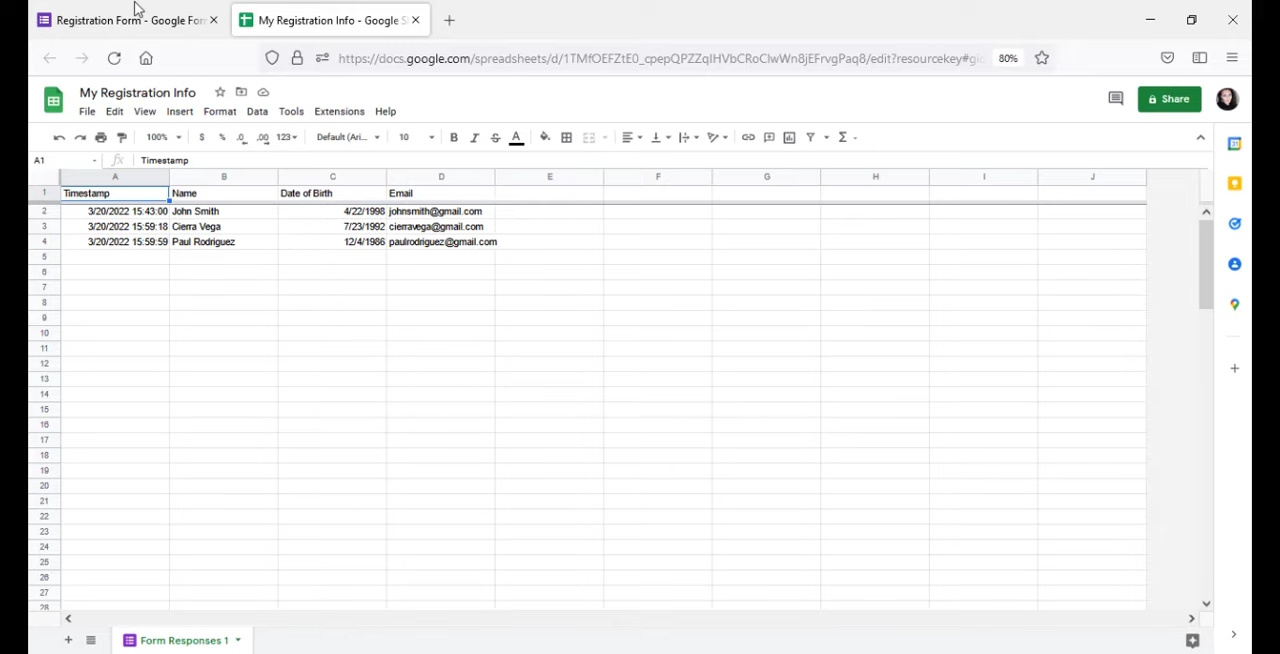 Registration Form - Google For
My Registration Info - Google S
https://docs.google.com/spreadsheets/d/1TMfOEFZtE0_cpepQPZZqIHVbCRoClwWn8jEFrvgPaq8/edit?resourcekey#gi
80%
My Registration Info
Share
File Edit View Insert Format Data Tools Extensions Help
100% $ % .0 .00 123 Default (Ari... 10 B I S A
A1 fx Timestamp
A B C D E F G H I J
1 Timestamp Name Date of Birth Email
2 3/20/2022 15:43:00 John Smith 4/22/1998 johnsmith@gmail.com
3 3/20/2022 15:59:18 Cierra Vega 7/23/1992 cierravega@gmail.com
4 3/20/2022 15:59:59 Paul Rodriguez 12/4/1986 paulrodriguez@gmail.com
5
6
7
8
9
10
11
12
13
14
15
16
17
18
19
20
21
22
23
24
25
26
27
28
Form Responses 1